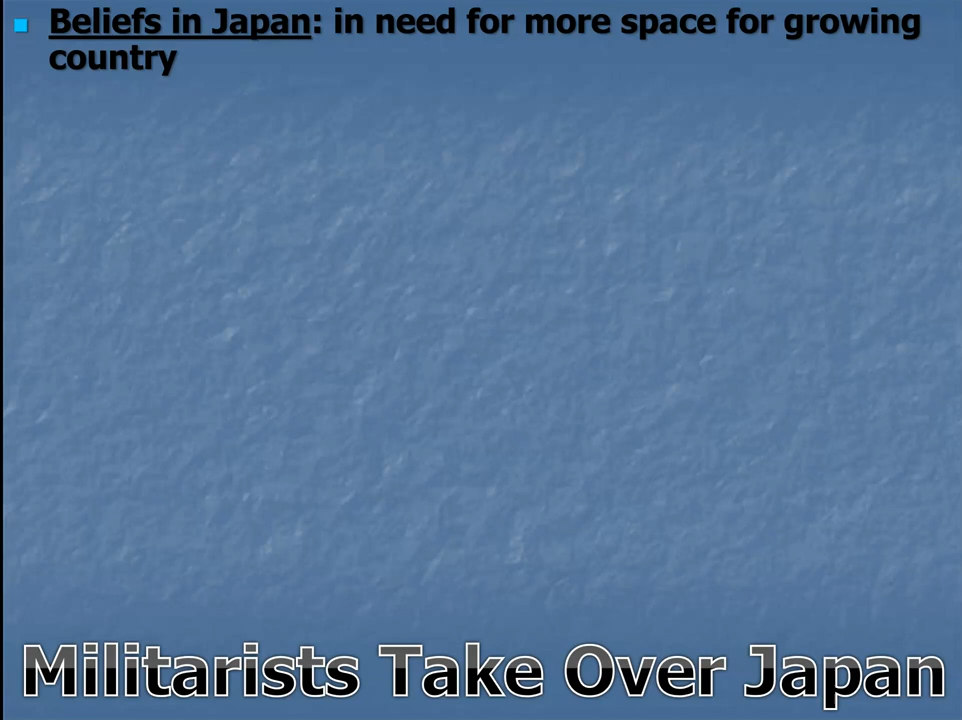 Beliefs in Japan: in need for more space for growing
country
Militarists Take Over Japan